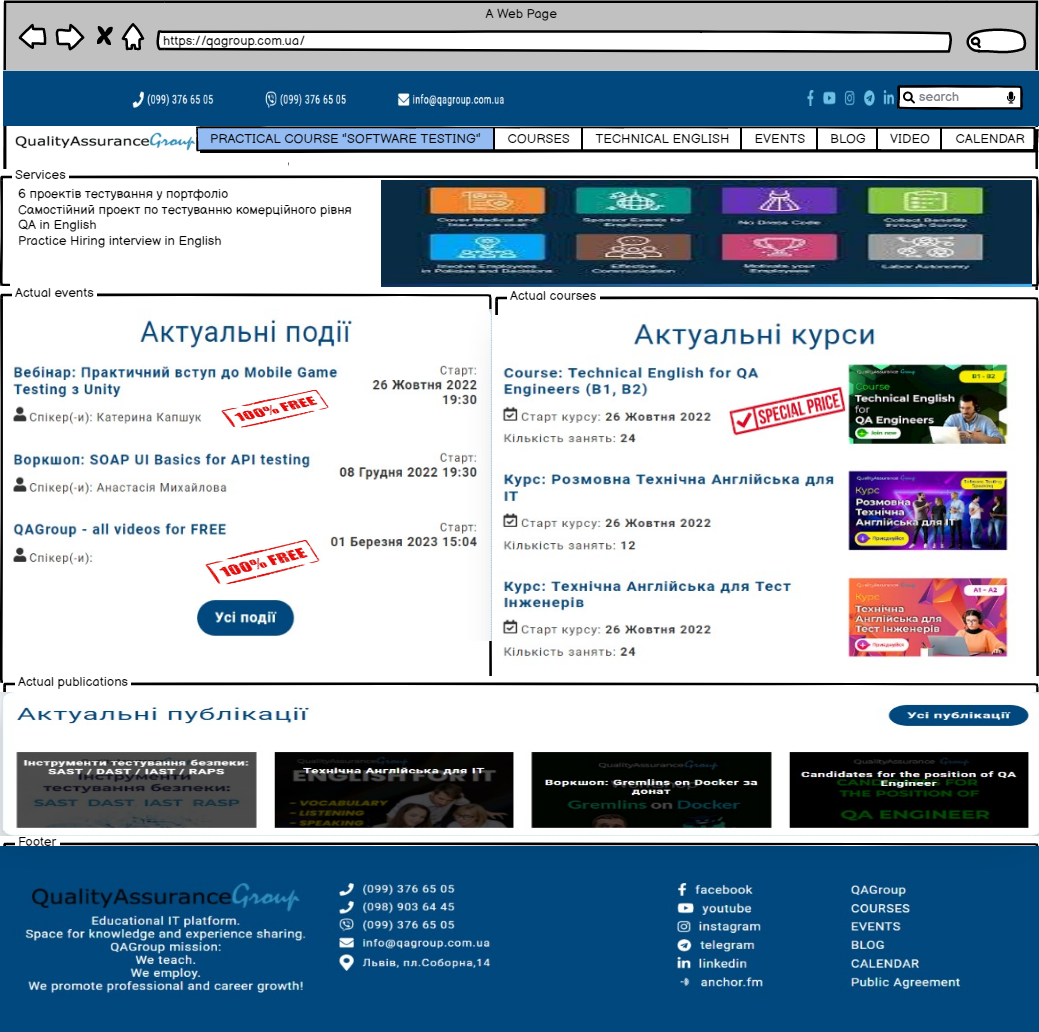 A Web Page
https://qagroup.com.ua/
(099) 376 65 05
(099) 376 65 05
info@qagroup.com.ua
search
QualityAssuranceGroup
PRACTICAL COURSE "SOFTWARE TESTING"
COURSES
TECHNICAL ENGLISH
EVENTS
BLOG
VIDEO
CALENDAR
Services
6 проектів тестування у портфоліо
Самостійний проект по тестуванню комерційного рівня
QA in English
Practice Hiring interview in English
Cover Medical and
Insurance cost
Sponsor Events for
Employees
No Dress Code
Collect Benefits
through Survey
Involve Employees
in Policies and Decisions
Effective
Communication
Motivate your
Employees
Labor Autonomy
Actual events
Актуальні події
Вебінар: Практичний вступ до Mobile Game
Testing з Unity
Старт:
26 Жовтня 2022
19:30
Спікер(-и): Катерина Капшук
100% FREE
Воркшоп: SOAP UI Basics for API testing
Старт:
08 Грудня 2022 19:30
Спікер(-и): Анастасія Михайлова
QAGroup - all videos for FREE
Старт:
01 Березня 2023 15:04
Спікер(-и):
100% FREE
Усі події
Actual courses
Актуальні курси
Course: Technical English for QA
Engineers (B1, B2)
Старт курсу: 26 Жовтня 2022
Кількість занять: 24
SPECIAL PRICE
QualityAssurance Group
B1 - B2
Course
Technical English
for
QA Engineers
Join now
Курс: Розмовна Технічна Англійська для
IT
Старт курсу: 26 Жовтня 2022
Кількість занять: 12
QualityAssurance Group
Курс
Розмовна
Технічна
Англійська для IT
Приєднуйся
Курс: Технічна Англійська для Тест
Інженерів
Старт курсу: 26 Жовтня 2022
Кількість занять: 24
QualityAssurance Group
A1 - A2
Курс
Технічна
Англійська для
Тест Інженерів
Приєднуйся
Actual publications
Актуальні публікації
Усі публікації
Інструменти тестування безпеки:
SAST / DAST / IAST / RAPS
Інструменти
тестування безпеки:
SAST DAST IAST RASP
Технічна Англійська для IT
ENGLISH FOR IT
– VOCABULARY
– LISTENING
– SPEAKING
QualityAssurance Group
Воркшоп: Gremlins on Docker за
донат
Gremlins on Docker
QualityAssurance Group
Candidates for the position of QA
Engineer
CANDIDATES FOR
THE POSITION OF
QA ENGINEER
Footer
QualityAssuranceGroup
Educational IT platform.
Space for knowledge and experience sharing.
QAGroup mission:
We teach.
We employ.
We promote professional and career growth!
(099) 376 65 05
(098) 903 64 45
(099) 376 65 05
info@qagroup.com.ua
Львів, пл.Соборна,14
facebook
youtube
instagram
telegram
linkedin
anchor.fm
QAGroup
COURSES
EVENTS
BLOG
CALENDAR
Public Agreement